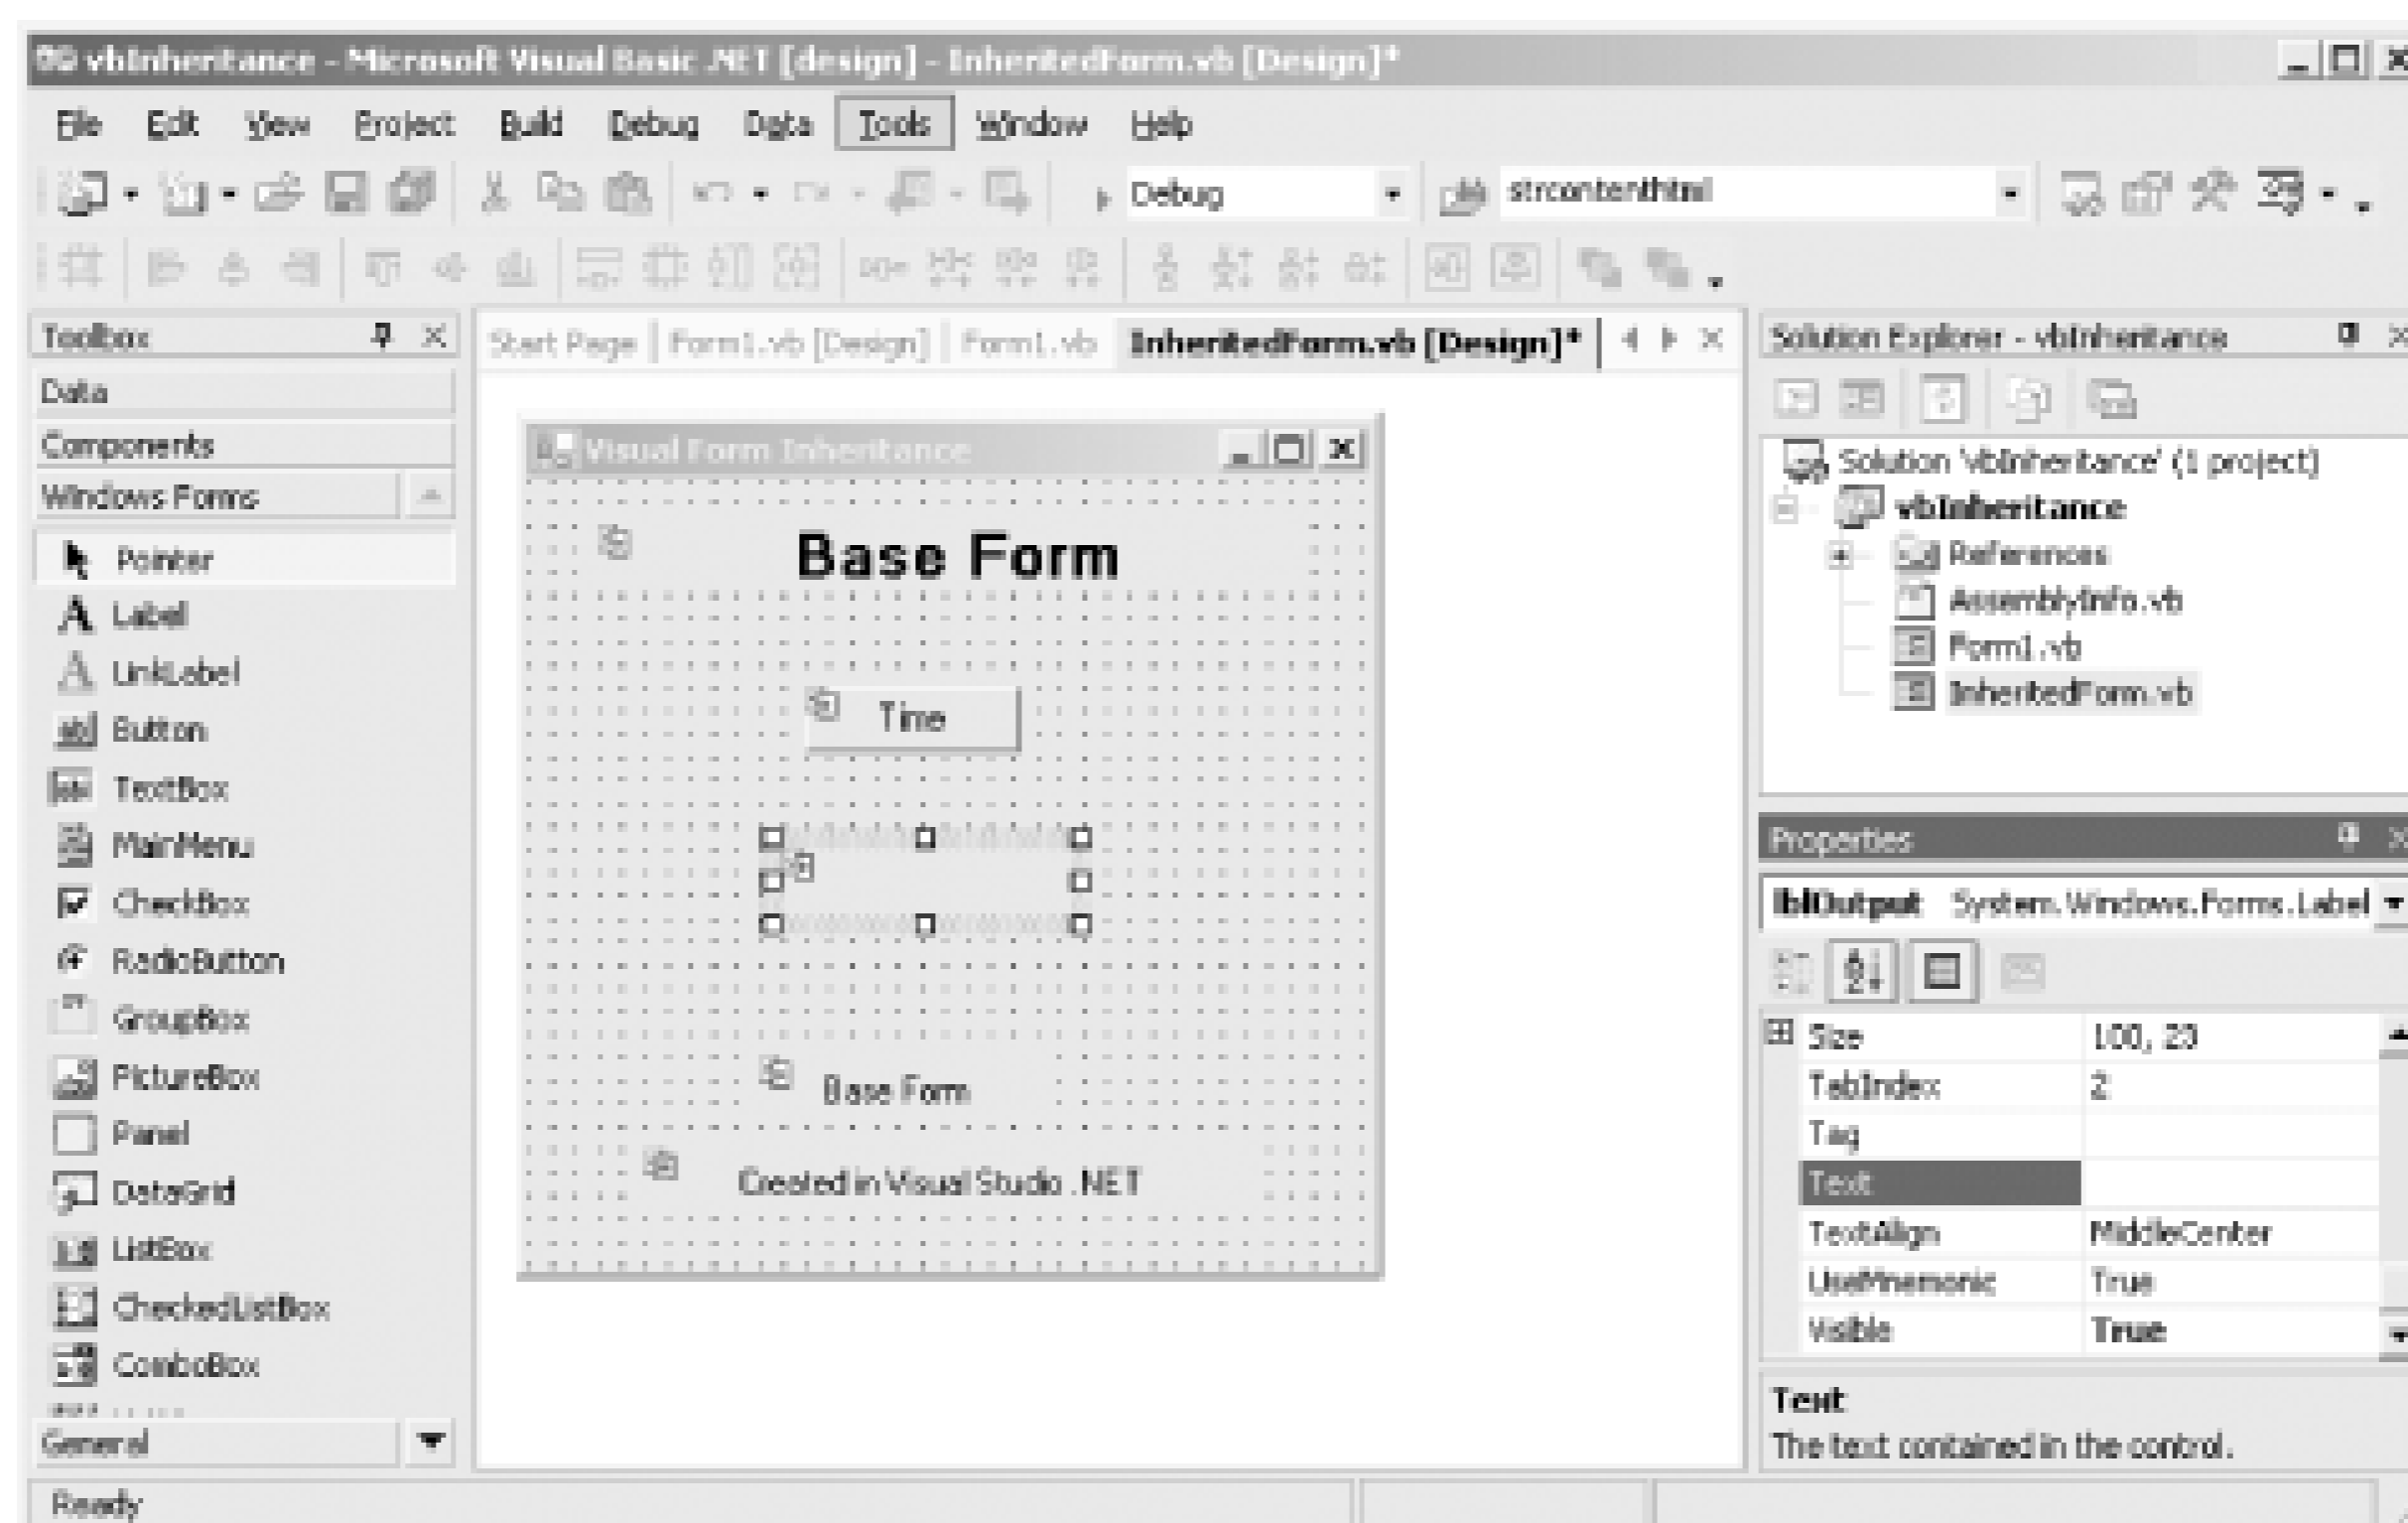 vbInheritance - Microsoft Visual Basic .NET [design] - InheritedForm.vb [Design]*
File Edit View Project Build Debug Data Tools Window Help
Debug strcontenthtml
Toolbox
Data
Components
Windows Forms
Pointer
Label
LinkLabel
Button
TextBox
MainMenu
CheckBox
RadioButton
GroupBox
PictureBox
Panel
DataGrid
ListBox
CheckedListBox
ComboBox
General
Start Page Form1.vb [Design] Form1.vb InheritedForm.vb [Design]*
Visual Form Inheritance
Base Form
Time
Base Form
Created in Visual Studio .NET
Solution Explorer - vbInheritance
Solution 'vbInheritance' (1 project)
vbInheritance
References
AssemblyInfo.vb
Form1.vb
InheritedForm.vb
Properties
lblOutput System.Windows.Forms.Label
Size 100, 23
TabIndex 2
Tag
Text
TextAlign MiddleCenter
UseMnemonic True
Visible True
Text
The text contained in the control.
Ready